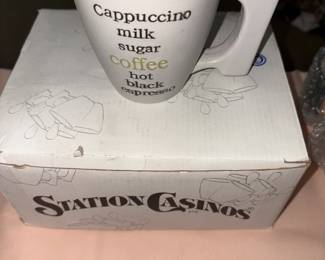 Cappuccino
milk
sugar
coffee
hot
black
espresso
STATION CASINOS